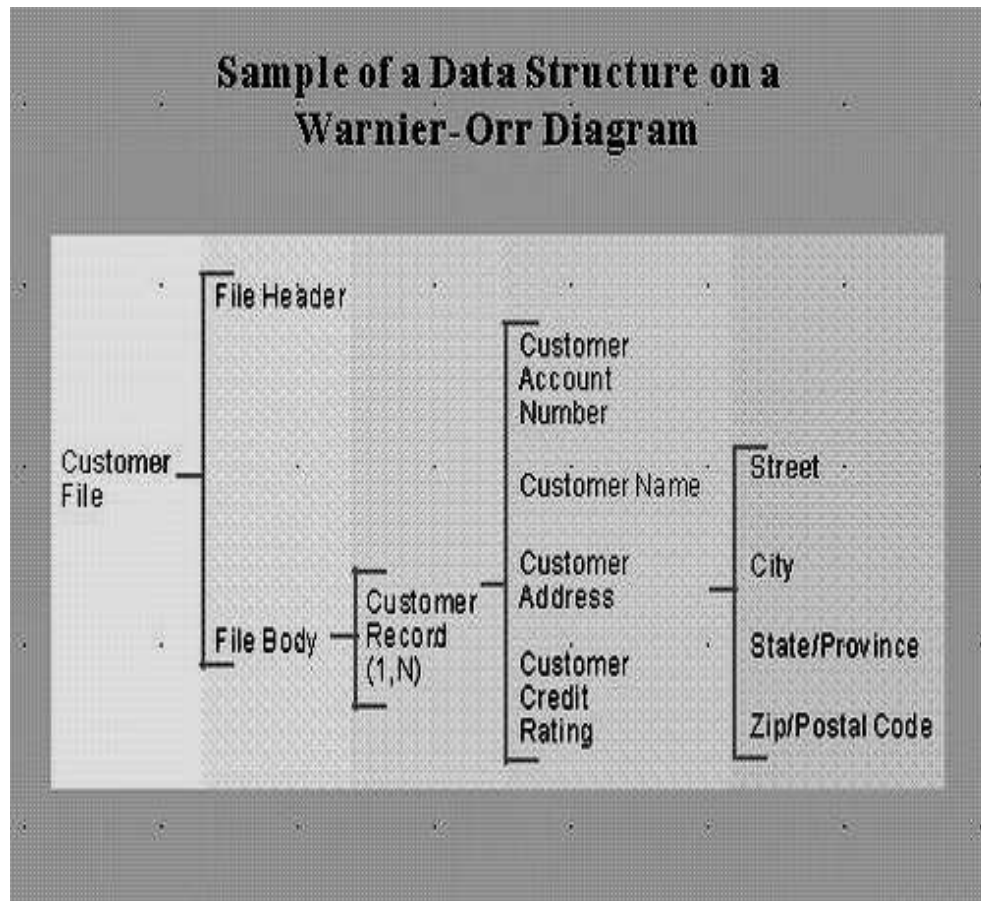 Sample of a Data Structure on a
Warnier-Orr Diagram
Customer
File
File Header
File Body
Customer
Record
(1,N)
Customer
Account
Number
Customer Name
Customer
Address
Customer
Credit
Rating
Street
City
State/Province
Zip/Postal Code